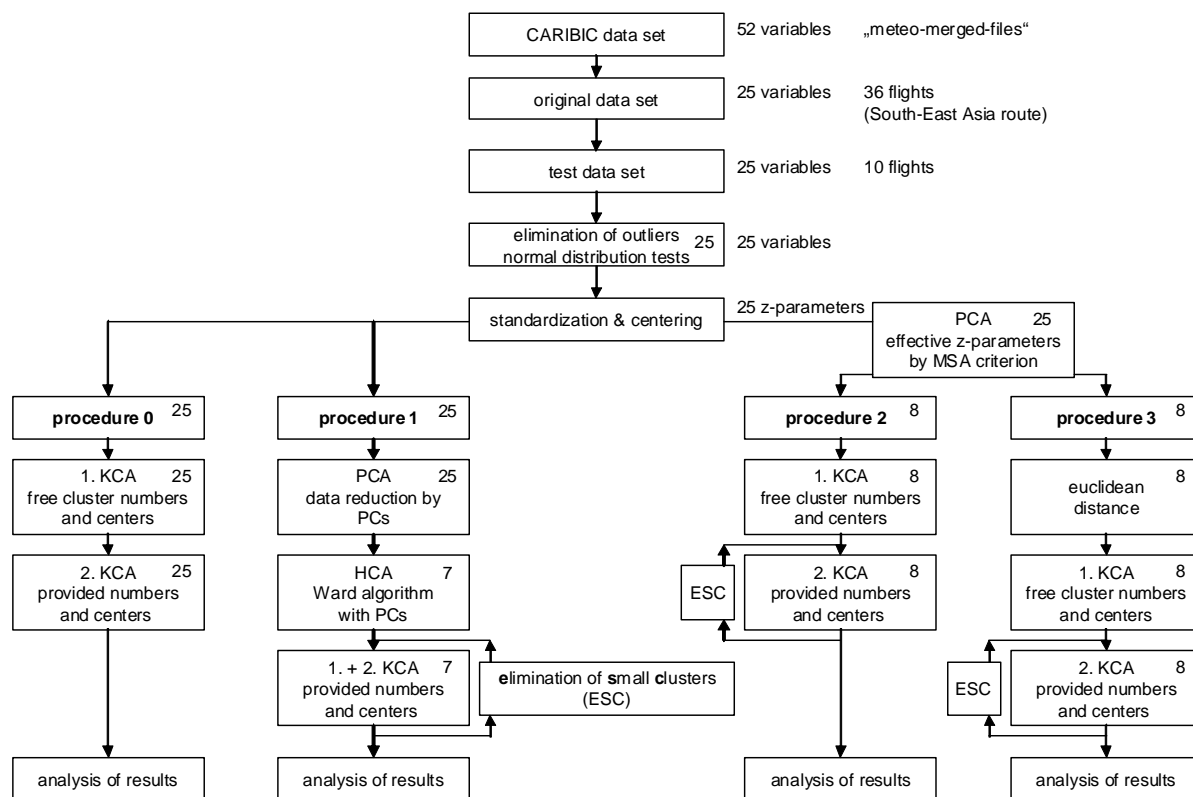 CARIBIC data set
52 variables
„meteo-merged-files“
original data set
25 variables
36 flights
(South-East Asia route)
test data set
25 variables
10 flights
elimination of outliers
normal distribution tests
25
25 variables
standardization & centering
25 z-parameters
PCA
25
effective z-parameters
by MSA criterion
procedure 0
25
procedure 1
25
procedure 2
8
procedure 3
8
1. KCA
25
free cluster numbers
and centers
PCA
25
data reduction by
PCs
1. KCA
8
free cluster numbers
and centers
8
euclidean
distance
2. KCA
25
provided numbers
and centers
HCA
7
Ward algorithm
with PCs
ESC
2. KCA
8
provided numbers
and centers
1. KCA
8
free cluster numbers
and centers
1. + 2. KCA
7
provided numbers
and centers
elimination of small clusters
(ESC)
ESC
2. KCA
8
provided numbers
and centers
analysis of results
analysis of results
analysis of results
analysis of results